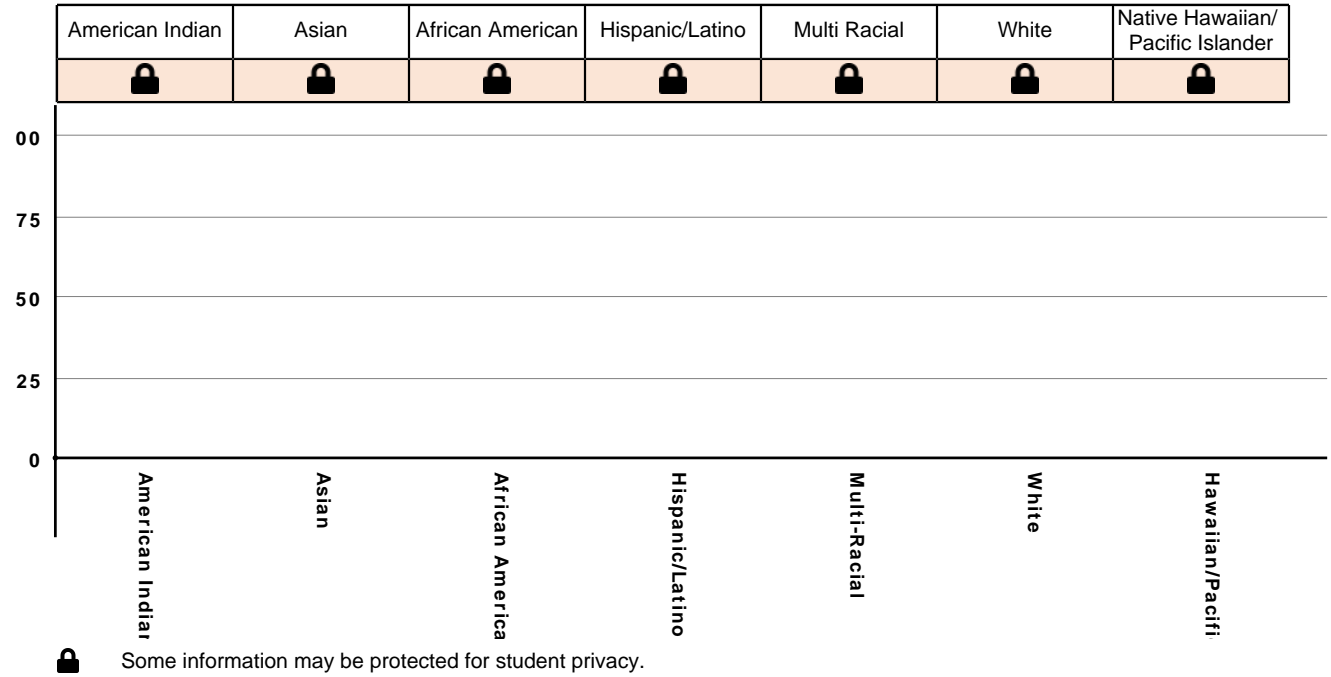 American Indian Asian African American Hispanic/Latino Multi Racial White Native Hawaiian/
Pacific Islander
00
75
50
25
0
American Indian
Asian
African America
Hispanic/Latino
Multi-Racial
White
Hawaiian/Pacifi
Some information may be protected for student privacy.